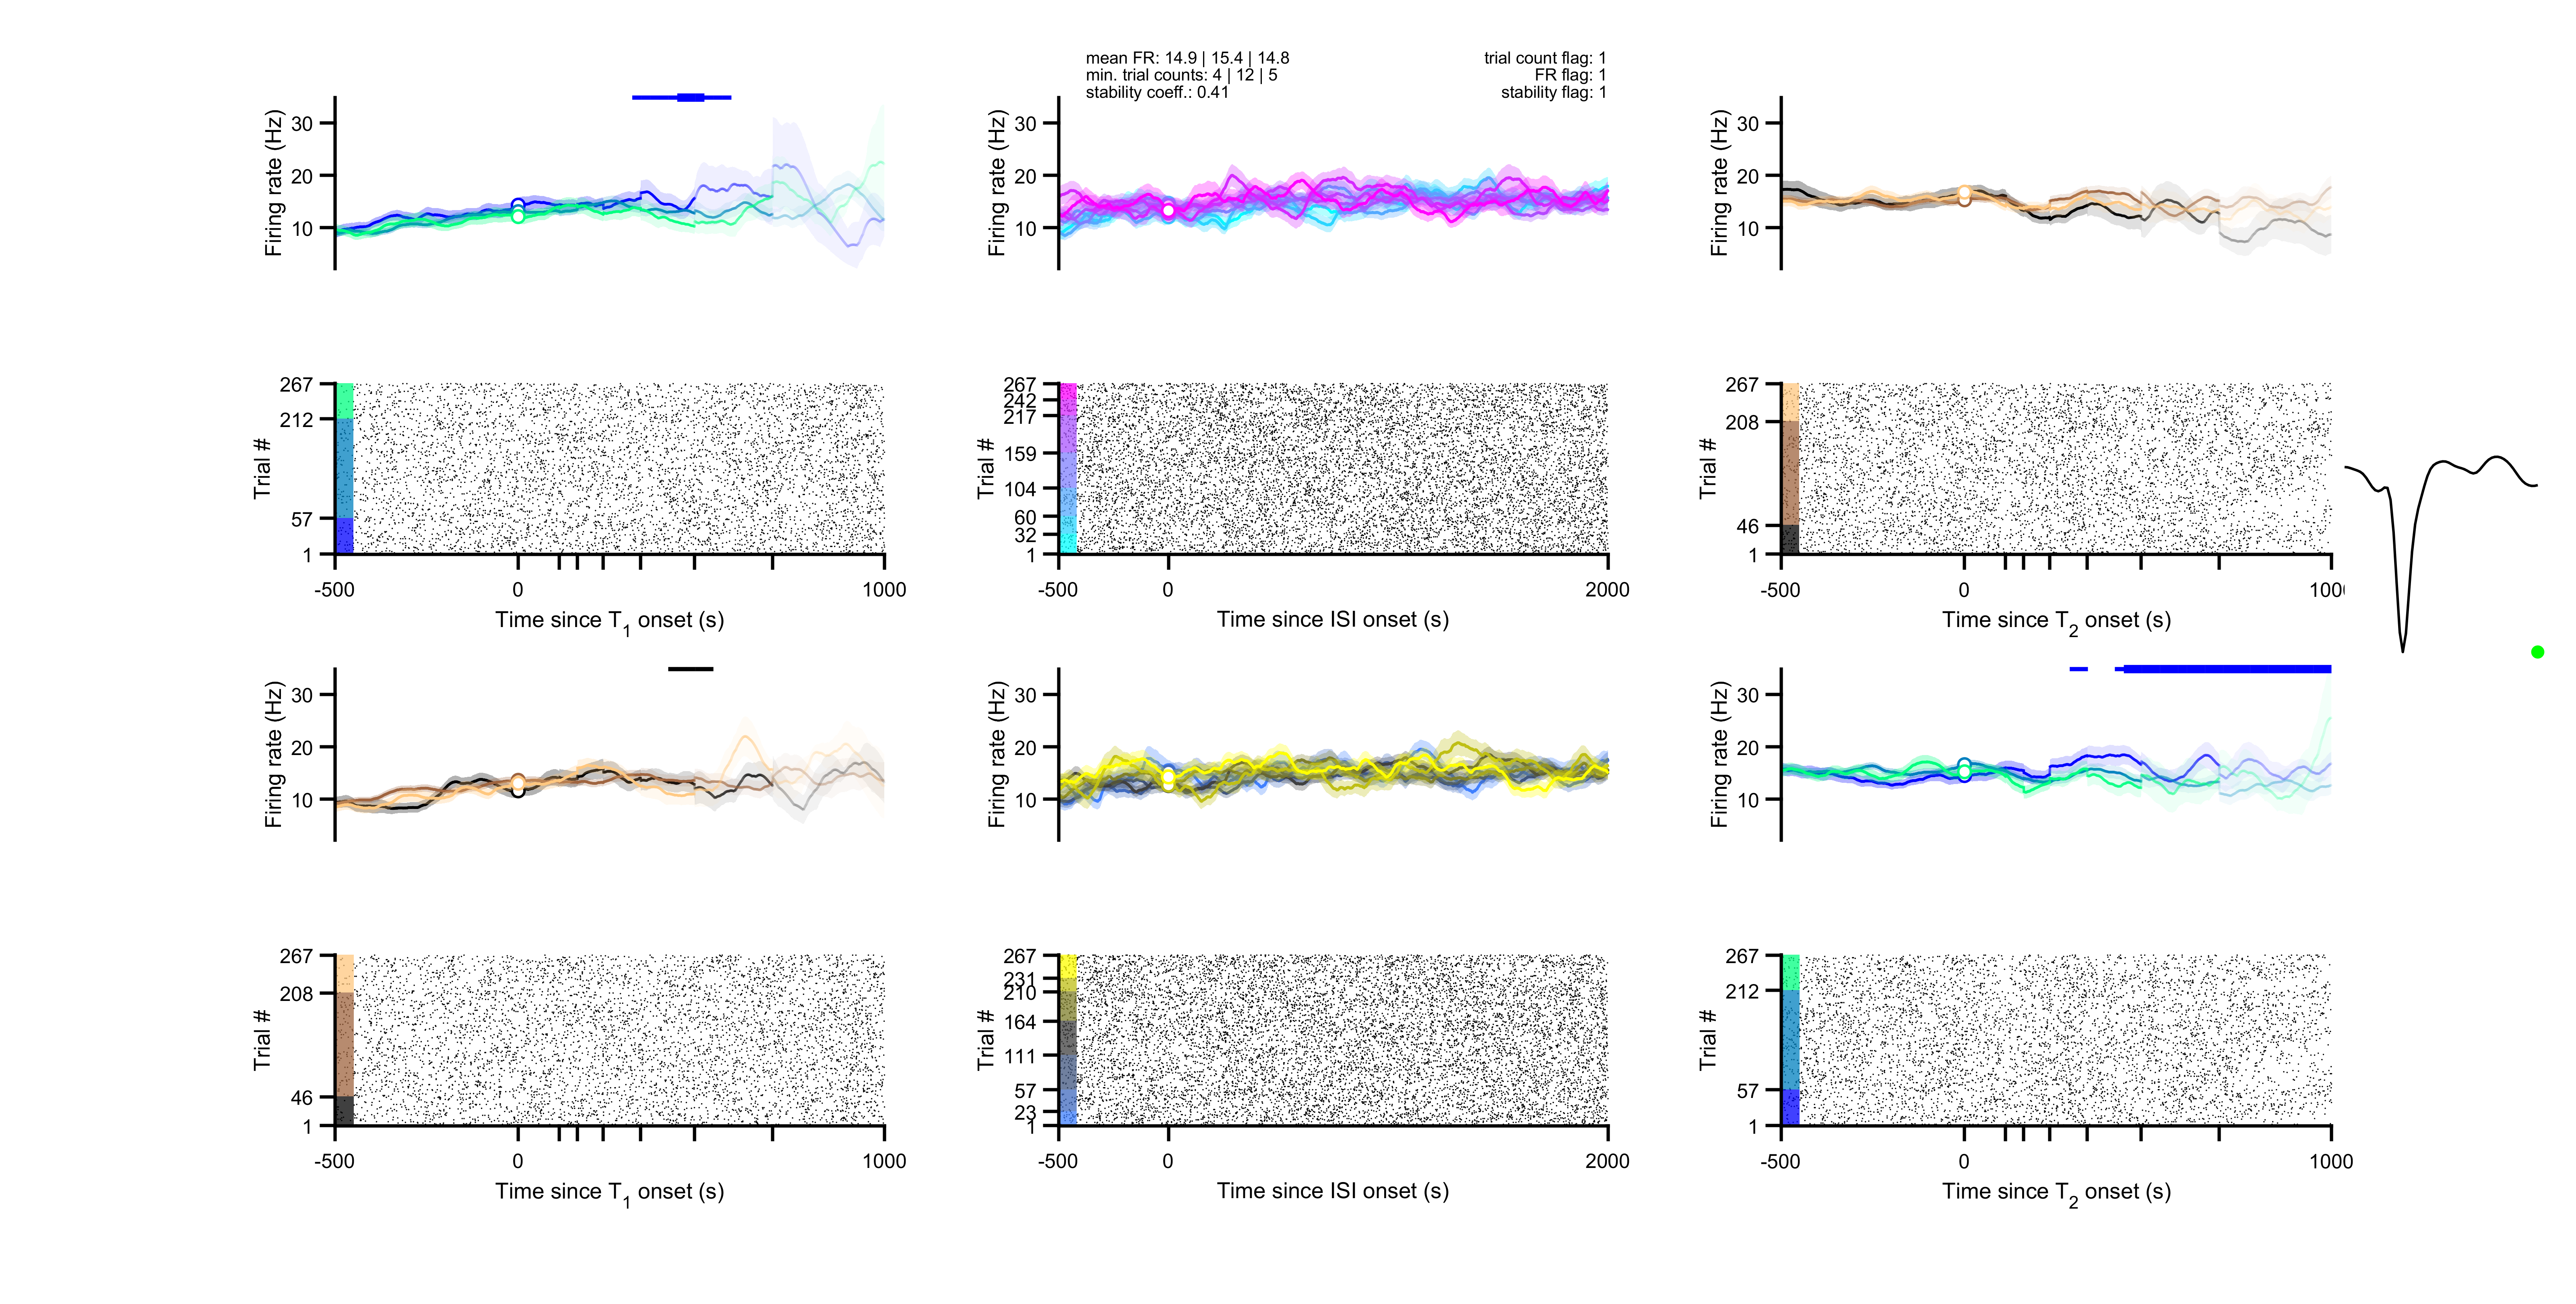 mean FR: 14.9 | 15.4 | 14.8
min. trial counts: 4 | 12 | 5
stability coeff.: 0.41
trial count flag: 1
FR flag: 1
stability flag: 1
Firing rate (Hz)
30
20
10
Firing rate (Hz)
30
20
10
Firing rate (Hz)
30
20
10
Trial #
267
212
57
1
-500
0
1000
Time since T1 onset (s)
Trial #
267
242
217
159
104
60
32
1
-500
0
2000
Time since ISI onset (s)
Trial #
267
208
46
1
-500
0
100
Time since T2 onset (s)
Firing rate (Hz)
30
20
10
Firing rate (Hz)
30
20
10
Firing rate (Hz)
30
20
10
Trial #
267
208
46
1
-500
0
1000
Time since T1 onset (s)
Trial #
267
231
210
164
111
57
23
1
-500
0
2000
Time since ISI onset (s)
Trial #
267
212
57
1
-500
0
1000
Time since T2 onset (s)